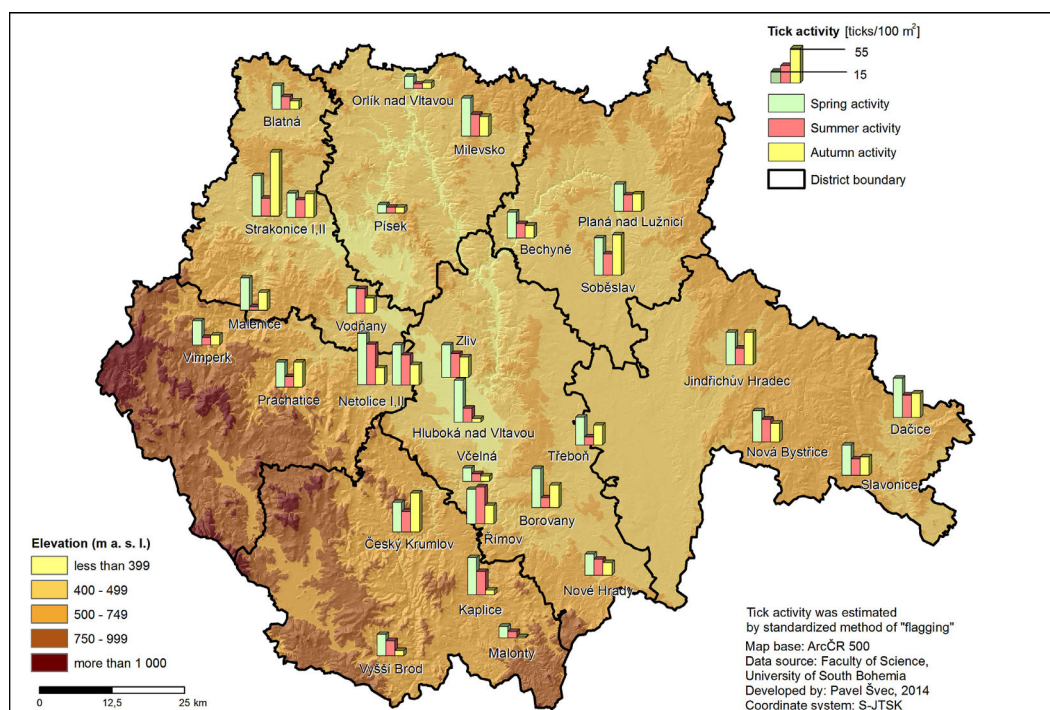 Tick activity [ticks/100 m²]
55
15
Spring activity
Summer activity
Autumn activity
District boundary
Orlík nad Vltavou
Blatná
Milevsko
Strakonice I,II
Písek
Planá nad Lužnicí
Bechyně
Soběslav
Malenice
Vodňany
Vimperk
Zliv
Jindřichův Hradec
Prachatice
Netolice I,II
Dačice
Hluboká nad Vltavou
Třeboň
Nová Bystřice
Včelná
Slavonice
Borovany
Český Krumlov
Římov
Nové Hrady
Kaplice
Malonty
Vyšší Brod
Elevation (m a. s. l.)
less than 399
400 - 499
500 - 749
750 - 999
more than 1 000
0 12,5 25 km
Tick activity was estimated
by standardized method of "flagging"
Map base: ArcČR 500
Data source: Faculty of Science,
University of South Bohemia
Developed by: Pavel Švec, 2014
Coordinate system: S-JTSK